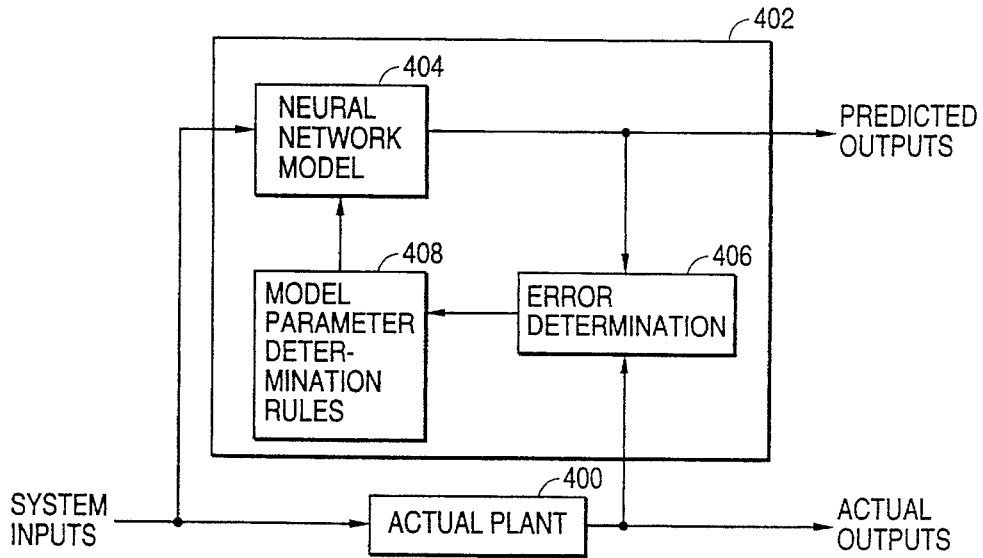 402
404
NEURAL
NETWORK
MODEL
PREDICTED
OUTPUTS
408
MODEL
PARAMETER
DETER-
MINATION
RULES
406
ERROR
DETERMINATION
SYSTEM
INPUTS
400
ACTUAL PLANT
ACTUAL
OUTPUTS